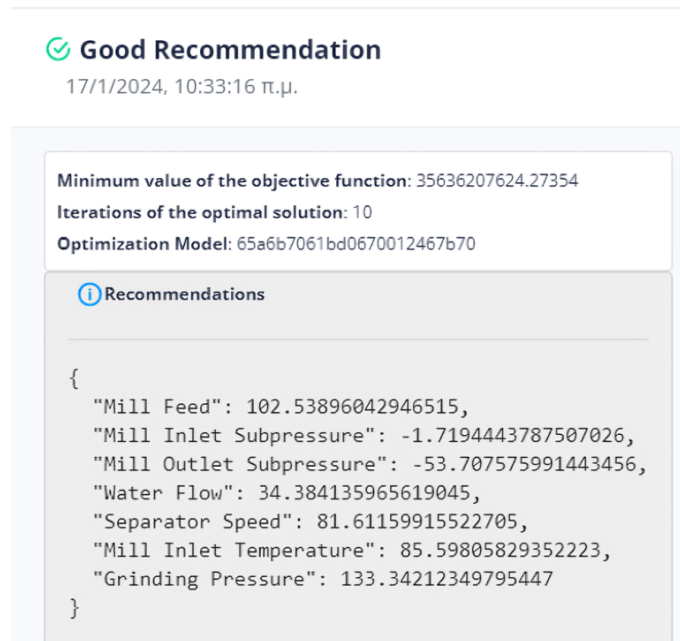 Good Recommendation
17/1/2024, 10:33:16 π.μ.
Minimum value of the objective function: 35636207624.27354
Iterations of the optimal solution: 10
Optimization Model: 65a6b7061bd0670012467b70
Recommendations
{
"Mill Feed": 102.53896042946515,
"Mill Inlet Subpressure": -1.7194443787507026,
"Mill Outlet Subpressure": -53.707575991443456,
"Water Flow": 34.384135965619045,
"Separator Speed": 81.61159915522705,
"Mill Inlet Temperature": 85.59805829352223,
"Grinding Pressure": 133.34212349795447
}